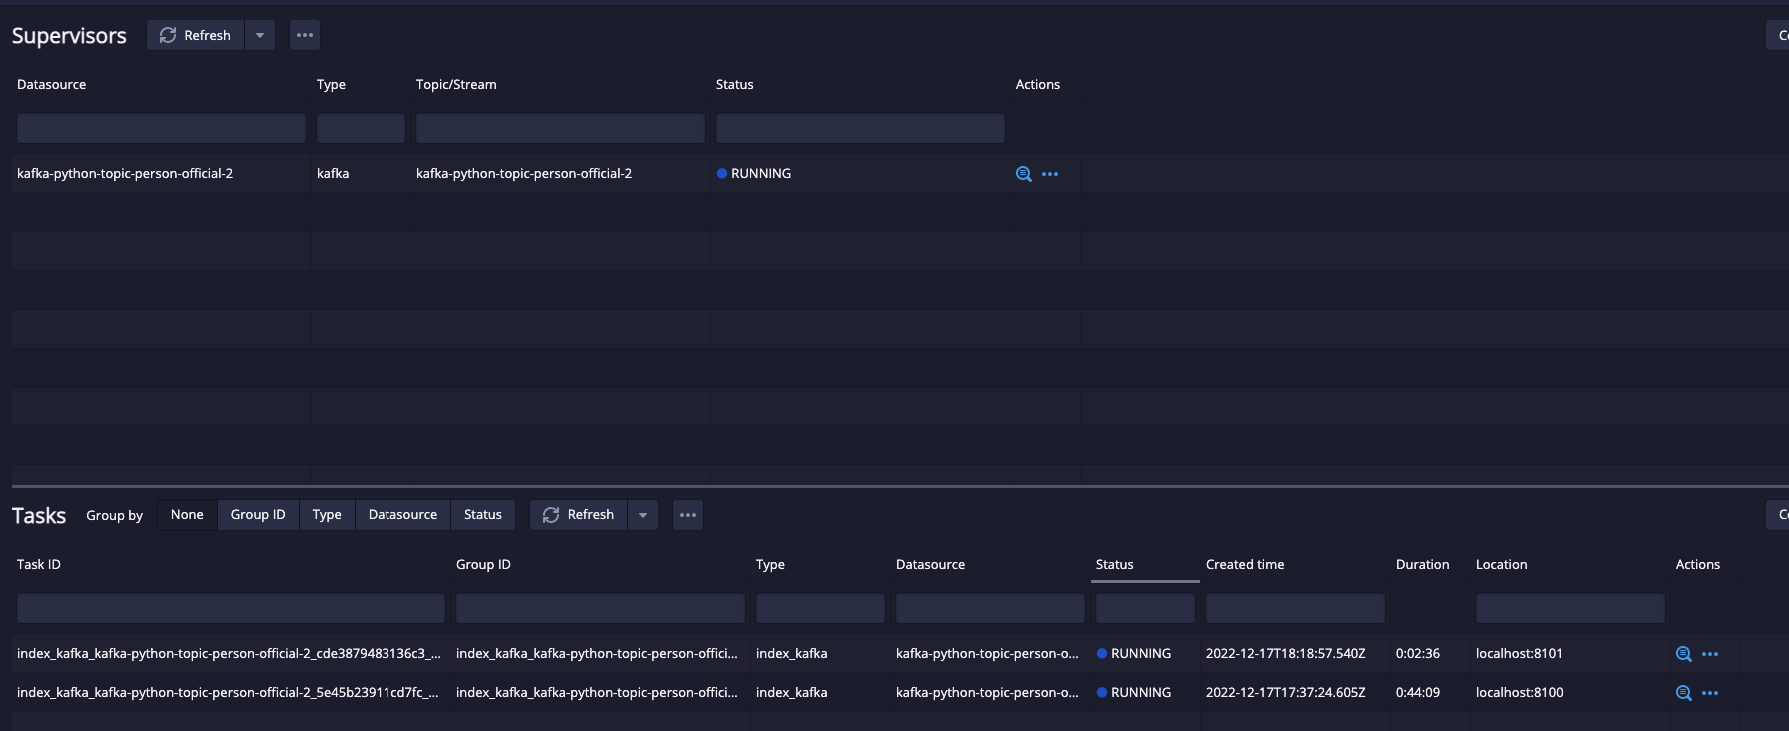 Supervisors Refresh
Datasource Type Topic/Stream Status Actions
kafka-python-topic-person-official-2 kafka kafka-python-topic-person-official-2 RUNNING
Tasks Group by None Group ID Type Datasource Status Refresh
Task ID Group ID Type Datasource Status Created time Duration Location Actions
index_kafka_kafka-python-topic-person-official-2_cde3879483136c3_... index_kafka_kafka-python-topic-person-offici... index_kafka kafka-python-topic-person-o... RUNNING 2022-12-17T18:18:57.540Z 0:02:36 localhost:8101
index_kafka_kafka-python-topic-person-official-2_5e45b23911cd7fc_... index_kafka_kafka-python-topic-person-offici... index_kafka kafka-python-topic-person-o... RUNNING 2022-12-17T17:37:24.605Z 0:44:09 localhost:8100